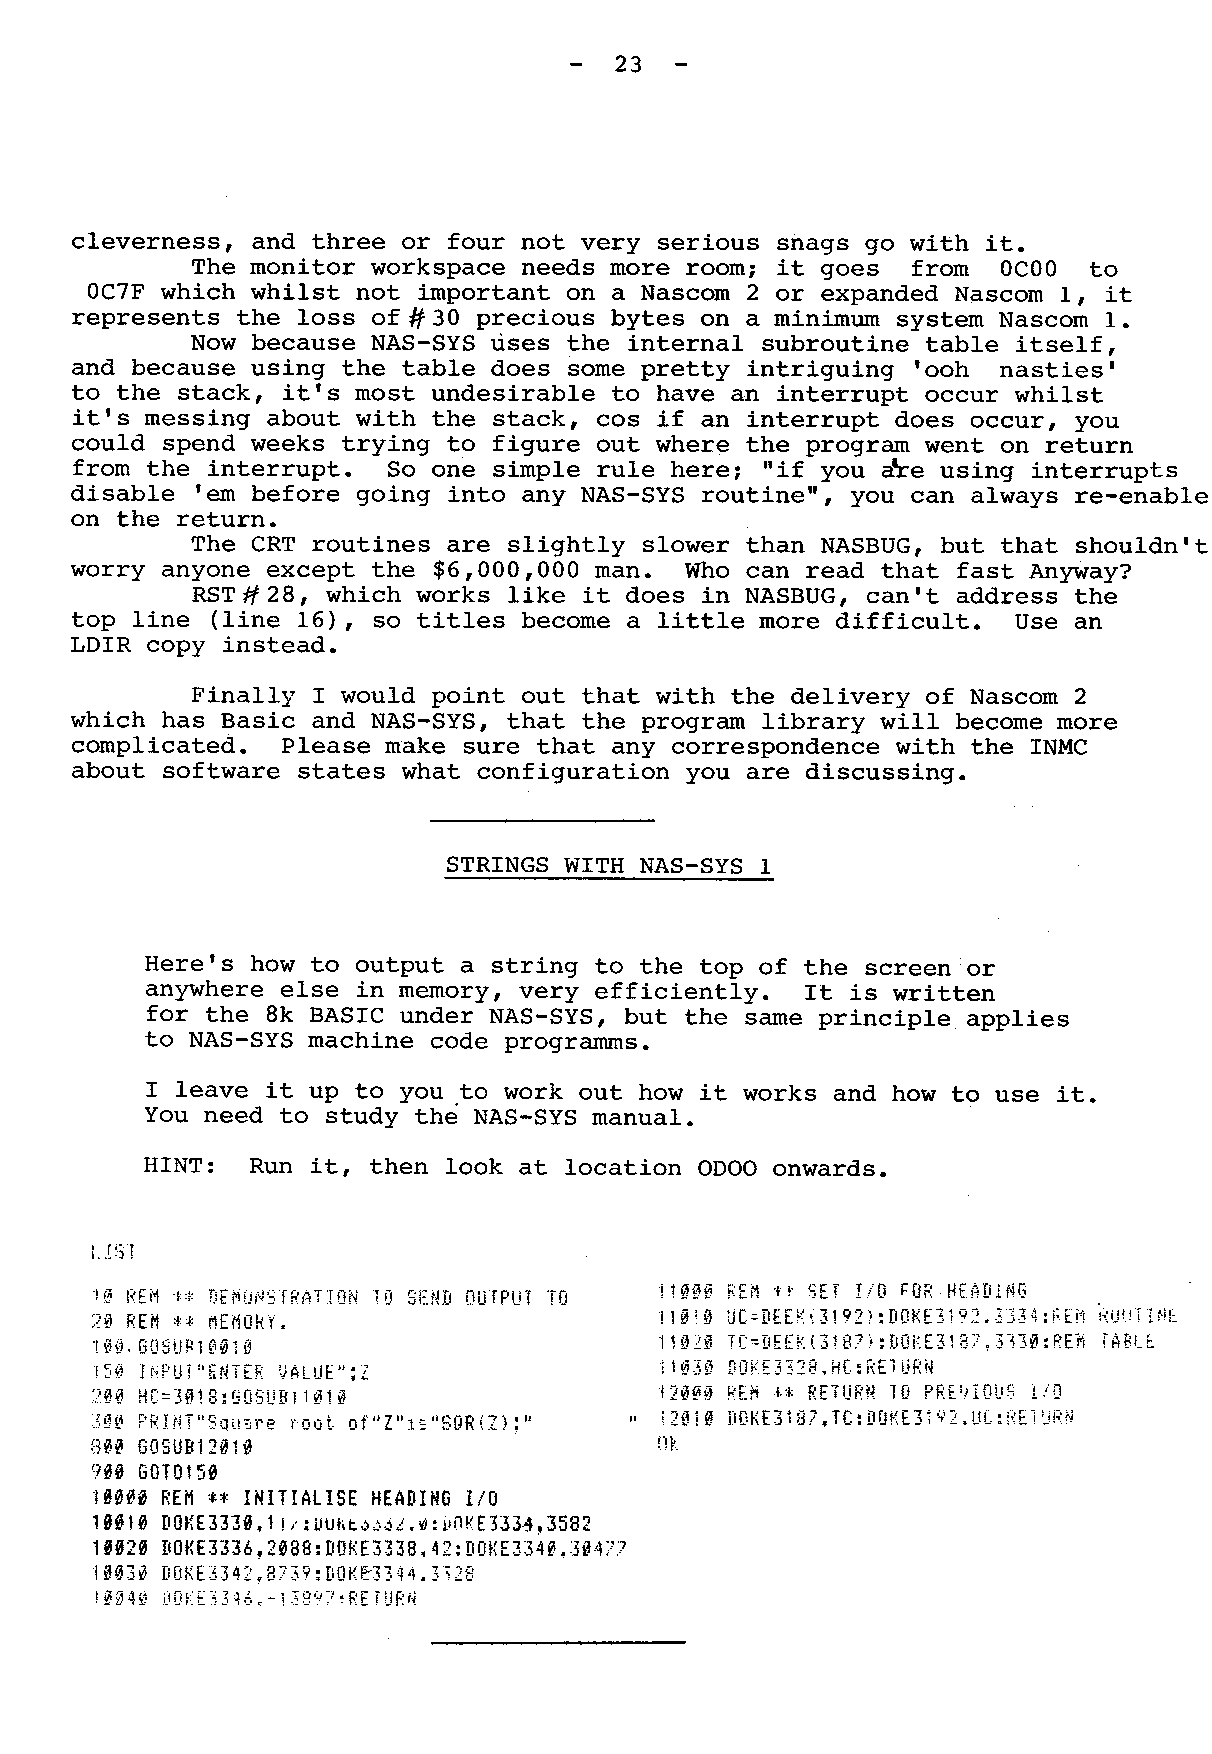 - 23 -
cleverness, and three or four not very serious snags go with it.
The monitor workspace needs more room; it goes from 0C00 to
0C7F which whilst not important on a Nascom 2 or expanded Nascom 1, it
represents the loss of #30 precious bytes on a minimum system Nascom 1.
Now because NAS-SYS uses the internal subroutine table itself,
and because using the table does some pretty intriguing 'ooh nasties'
to the stack, it's most undesirable to have an interrupt occur whilst
it's messing about with the stack, cos if an interrupt does occur, you
could spend weeks trying to figure out where the program went on return
from the interrupt. So one simple rule here; "if you are using interrupts
disable 'em before going into any NAS-SYS routine", you can always re-enable
on the return.
The CRT routines are slightly slower than NASBUG, but that shouldn't
worry anyone except the $6,000,000 man. Who can read that fast Anyway?
RST#28, which works like it does in NASBUG, can't address the
top line (line 16), so titles become a little more difficult. Use an
LDIR copy instead.
Finally I would point out that with the delivery of Nascom 2
which has Basic and NAS-SYS, that the program library will become more
complicated. Please make sure that any correspondence with the INMC
about software states what configuration you are discussing.
STRINGS WITH NAS-SYS 1
Here's how to output a string to the top of the screen or
anywhere else in memory, very efficiently. It is written
for the 8k BASIC under NAS-SYS, but the same principle applies
to NAS-SYS machine code programms.
I leave it up to you to work out how it works and how to use it.
You need to study the NAS-SYS manual.
HINT: Run it, then look at location ODOO onwards.
LIST
10 REM ** DEMONSTRATION TO SEND OUTPUT TO
20 REM ** MEMORY.
100 GOSUB10010
150 INPUT"ENTER VALUE";Z
200 HC=3018:GOSUB11010
300 PRINT"Square root of"Z"is"SQR(Z);" "
800 GOSUB12010
900 GOTO150
10000 REM ** INITIALISE HEADING I/O
10010 DOKE3330,117:DOKE3332,0:DOKE3334,3582
10020 DOKE3336,2088:DOKE3338,42:DOKE3340,30477
10030 DOKE3342,8739:DOKE3344,3328
10040 DOKE3346,-13897:RETURN
11000 REM ** SET I/O FOR HEADING
11010 UC=DEEK(3192):DOKE3192,3334:REM ROUTINE
11020 TC=DEEK(3187):DOKE3187,3330:REM TABLE
11030 DOKE3328,HC:RETURN
12000 REM ** RETURN TO PREVIOUS I/O
12010 DOKE3187,TC:DOKE3192,UC:RETURN
Ok